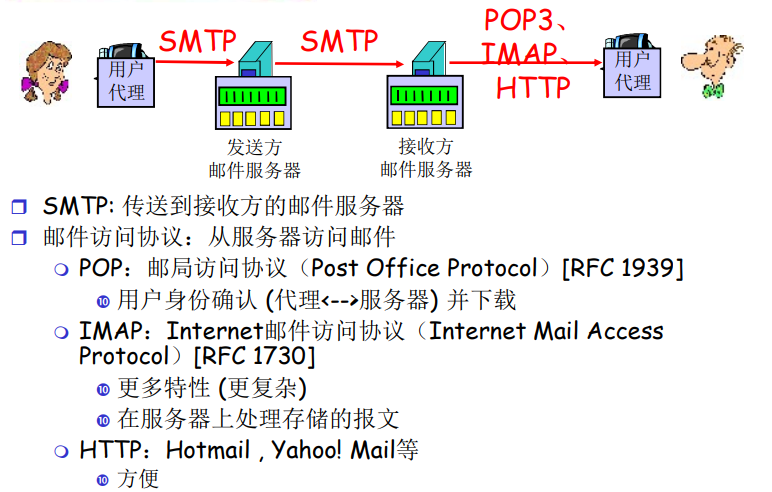 SMTP
SMTP
POP3、
IMAP、
HTTP
用户
代理
用户
代理
发送方
邮件服务器
接收方
邮件服务器
SMTP: 传送到接收方的邮件服务器
邮件访问协议：从服务器访问邮件
POP：邮局访问协议（Post Office Protocol）[RFC 1939]
用户身份确认 (代理<-->服务器) 并下载
IMAP：Internet邮件访问协议（Internet Mail Access
Protocol）[RFC 1730]
更多特性 (更复杂)
在服务器上处理存储的报文
HTTP：Hotmail , Yahoo! Mail等
方便